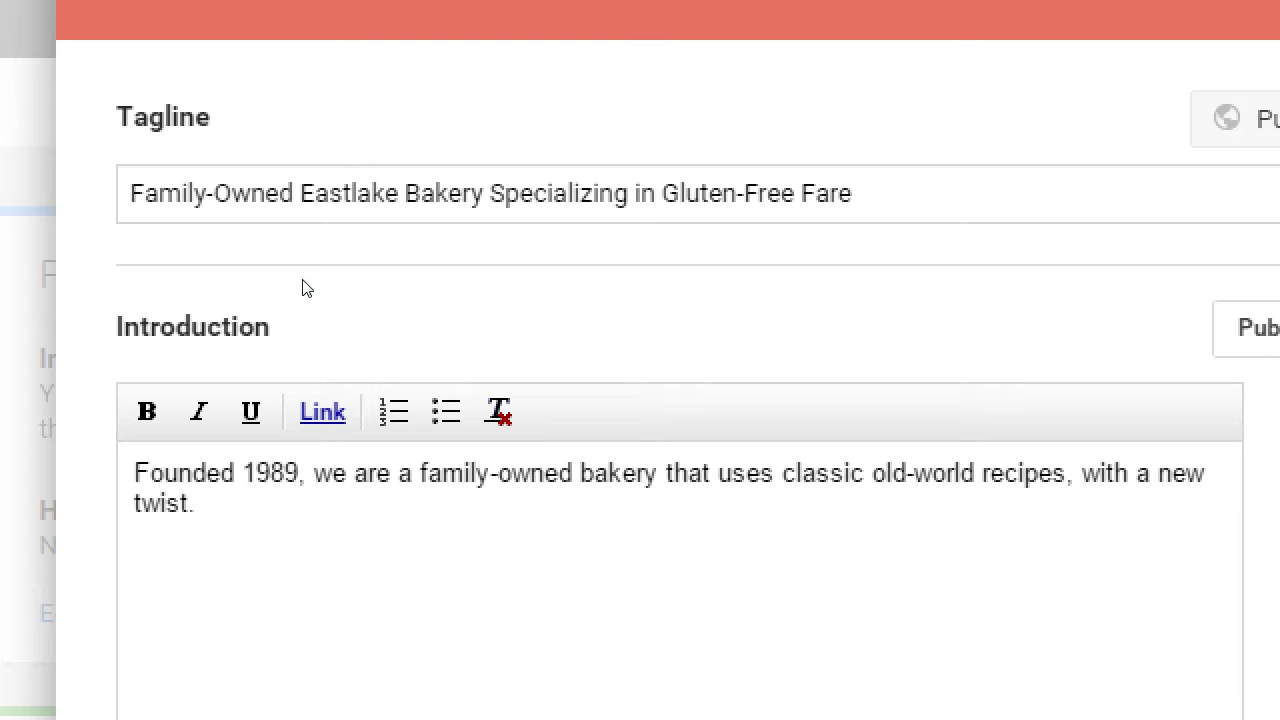 Tagline
Family-Owned Eastlake Bakery Specializing in Gluten-Free Fare
Introduction
Pub
B I U Link
Founded 1989, we are a family-owned bakery that uses classic old-world recipes, with a new
twist.